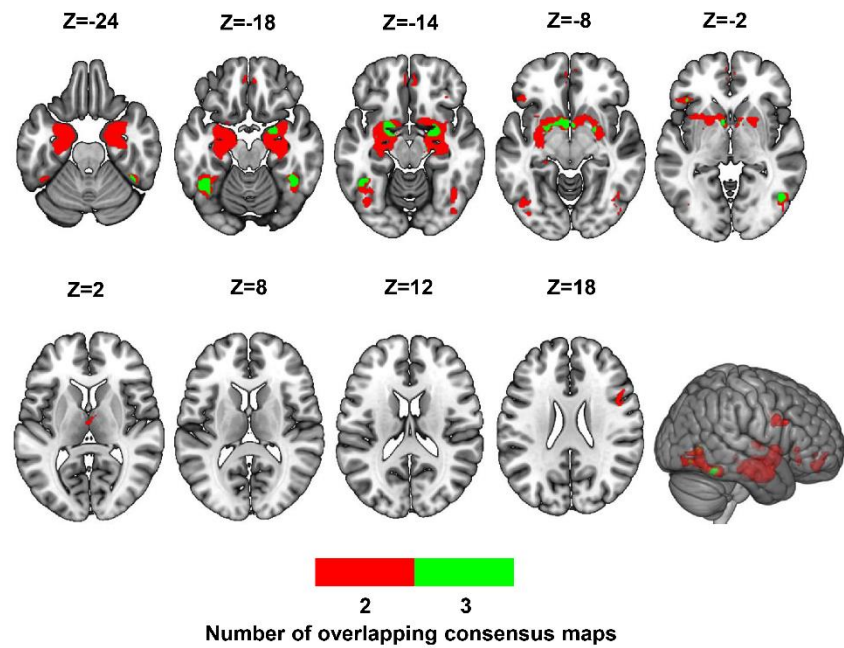 Z=-24 Z=-18 Z=-14 Z=-8 Z=-2
Z=2 Z=8 Z=12 Z=18
2 3
Number of overlapping consensus maps